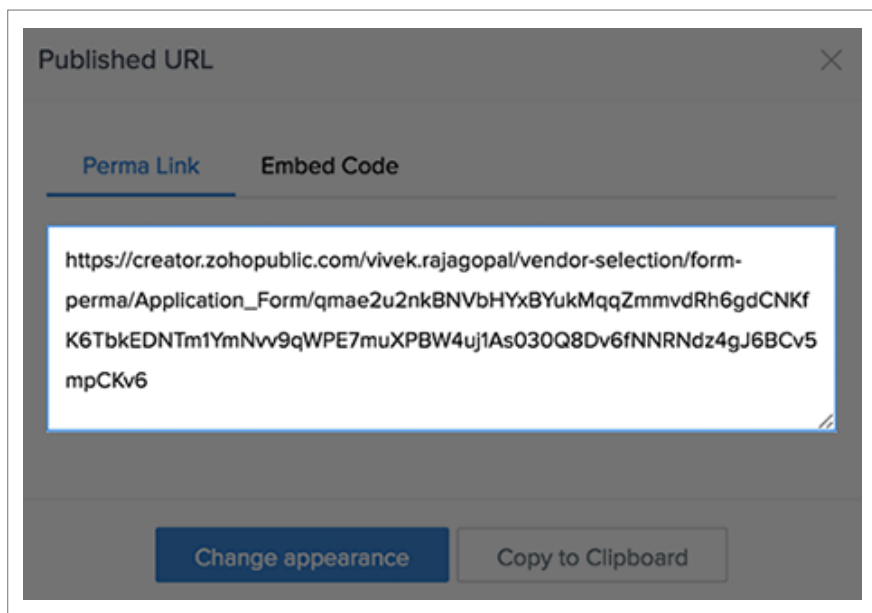 Published URL
Perma Link Embed Code
https://creator.zohopublic.com/vivek.rajagopal/vendor-selection/form-
perma/Application_Form/qmae2u2nkBNVbHYxBYukMqqZmmvdRh6gdCNKf
K6TbkEDNTm1YmNvv9qWPE7muXPBW4uj1As030Q8Dv6fNNRNdz4gJ6BCv5
mpCKv6
Change appearance Copy to Clipboard